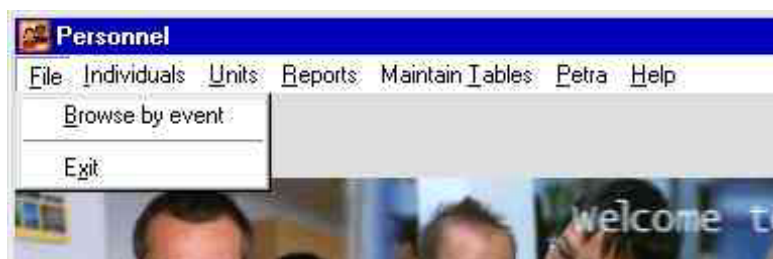 Personnel
File Individuals Units Reports Maintain Tables Petra Help
Browse by event
Exit
welcome